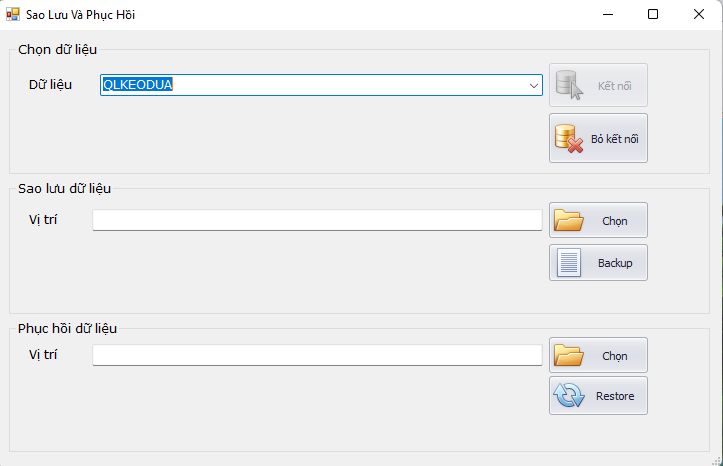 Sao Lưu Và Phục Hồi
Chọn dữ liệu
Dữ liệu QLKEODUA Kết nối
Bỏ kết nối
Sao lưu dữ liệu
Vị trí Chọn
Backup
Phục hồi dữ liệu
Vị trí Chọn
Restore